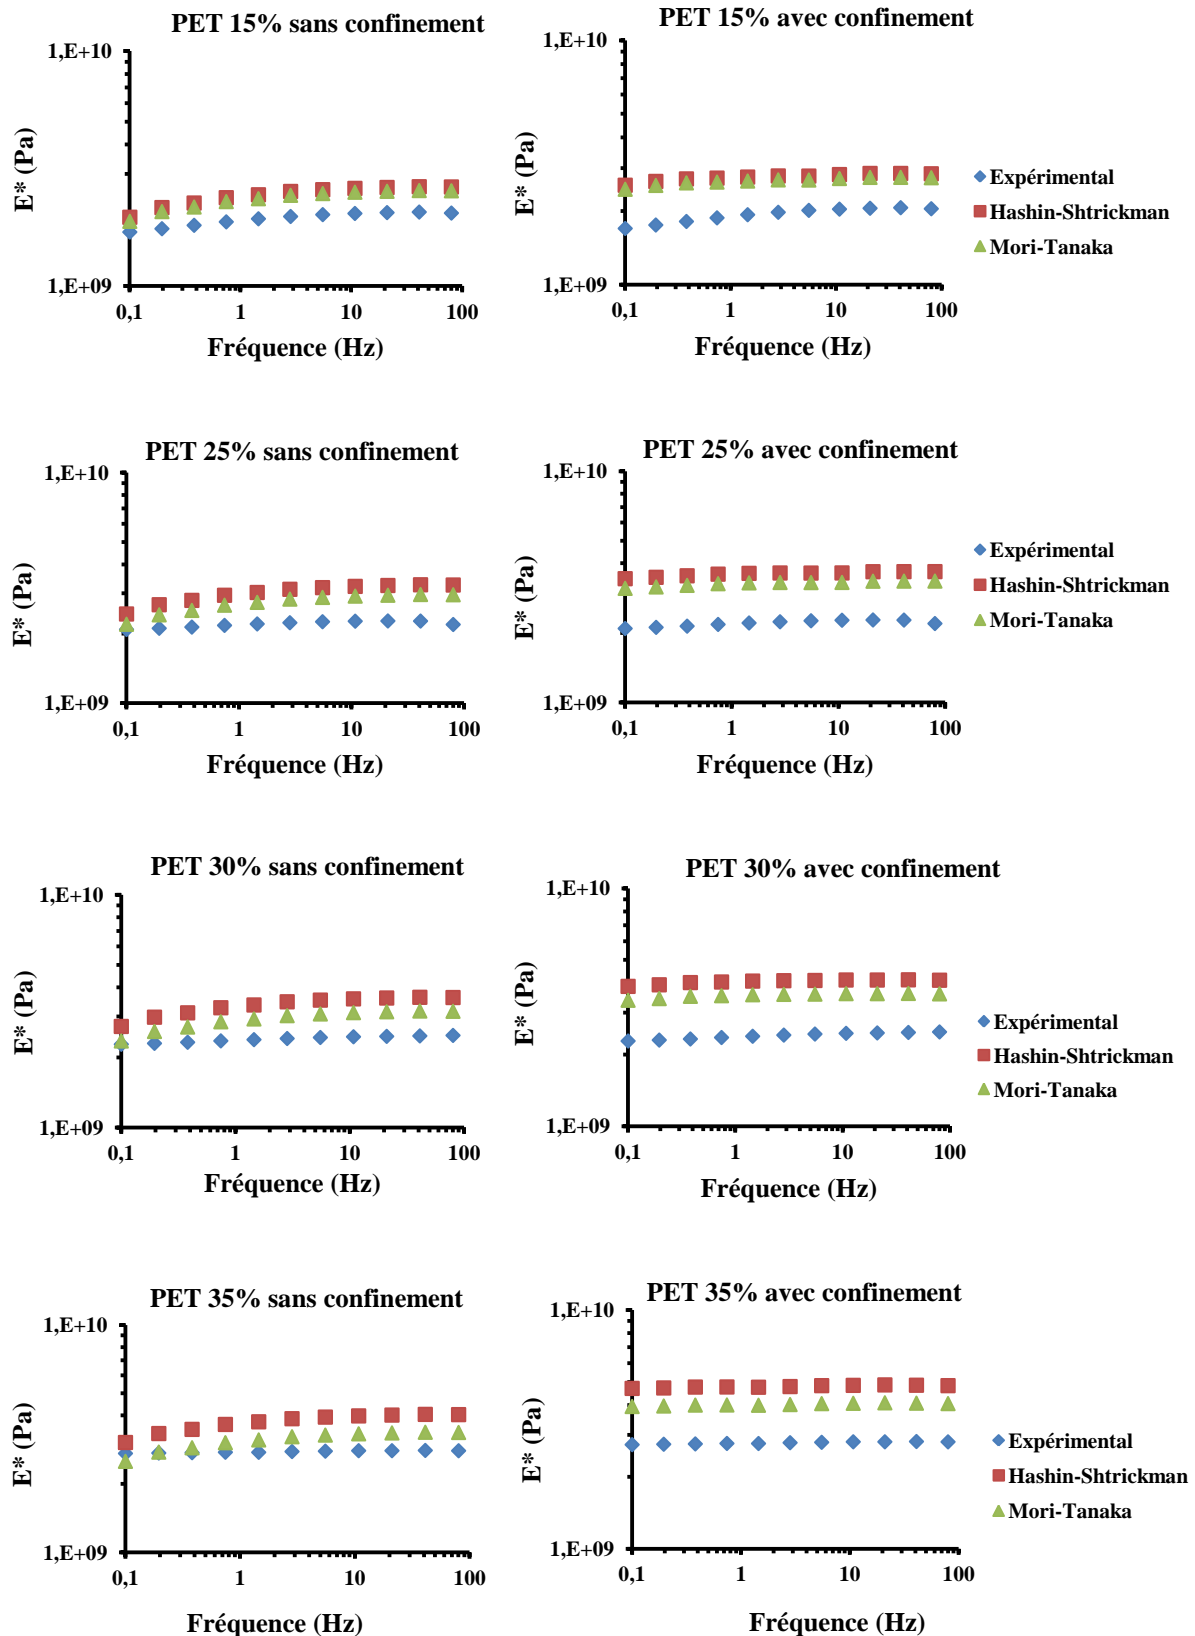 PET 15% sans confinement
1,E+10
E* (Pa)
1,E+09
0,1 1 10 100
Fréquence (Hz)
PET 15% avec confinement
1,E+10
E* (Pa)
1,E+09
0,1 1 10 100
Fréquence (Hz)
Expérimental
Hashin-Shtrickman
Mori-Tanaka
PET 25% sans confinement
1,E+10
E* (Pa)
1,E+09
0,1 1 10 100
Fréquence (Hz)
PET 25% avec confinement
1,E+10
E* (Pa)
1,E+09
0,1 1 10 100
Fréquence (Hz)
Expérimental
Hashin-Shtrickman
Mori-Tanaka
PET 30% sans confinement
1,E+10
E* (Pa)
1,E+09
0,1 1 10 100
Fréquence (Hz)
PET 30% avec confinement
1,E+10
E* (Pa)
1,E+09
0,1 1 10 100
Fréquence (Hz)
Expérimental
Hashin-Shtrickman
Mori-Tanaka
PET 35% sans confinement
1,E+10
E* (Pa)
1,E+09
0,1 1 10 100
Fréquence (Hz)
PET 35% avec confinement
1,E+10
E* (Pa)
1,E+09
0,1 1 10 100
Fréquence (Hz)
Expérimental
Hashin-Shtrickman
Mori-Tanaka